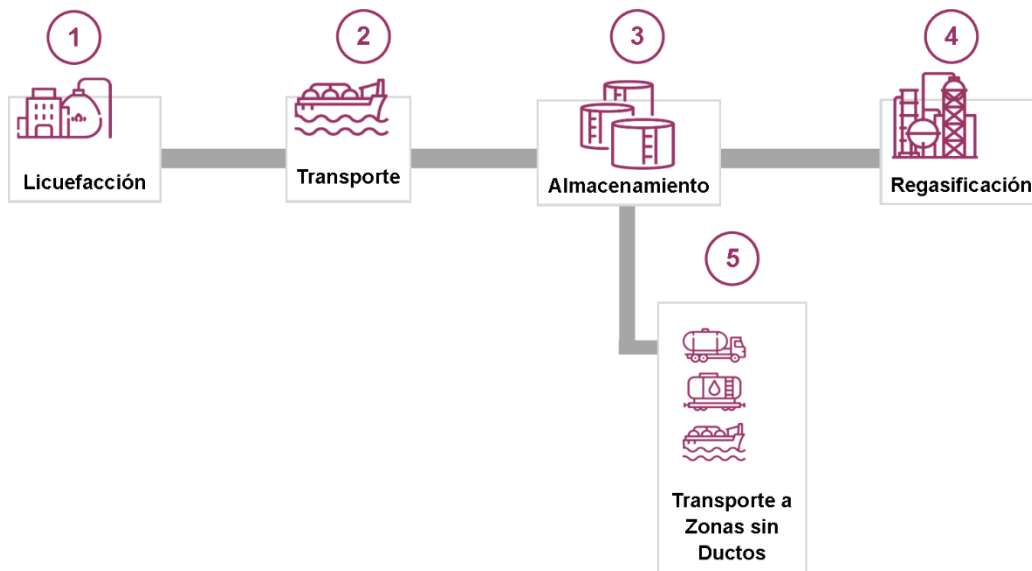 1
2
3
4
Licuefacción
Transporte
Almacenamiento
Regasificación
5
Transporte a
Zonas sin
Ductos